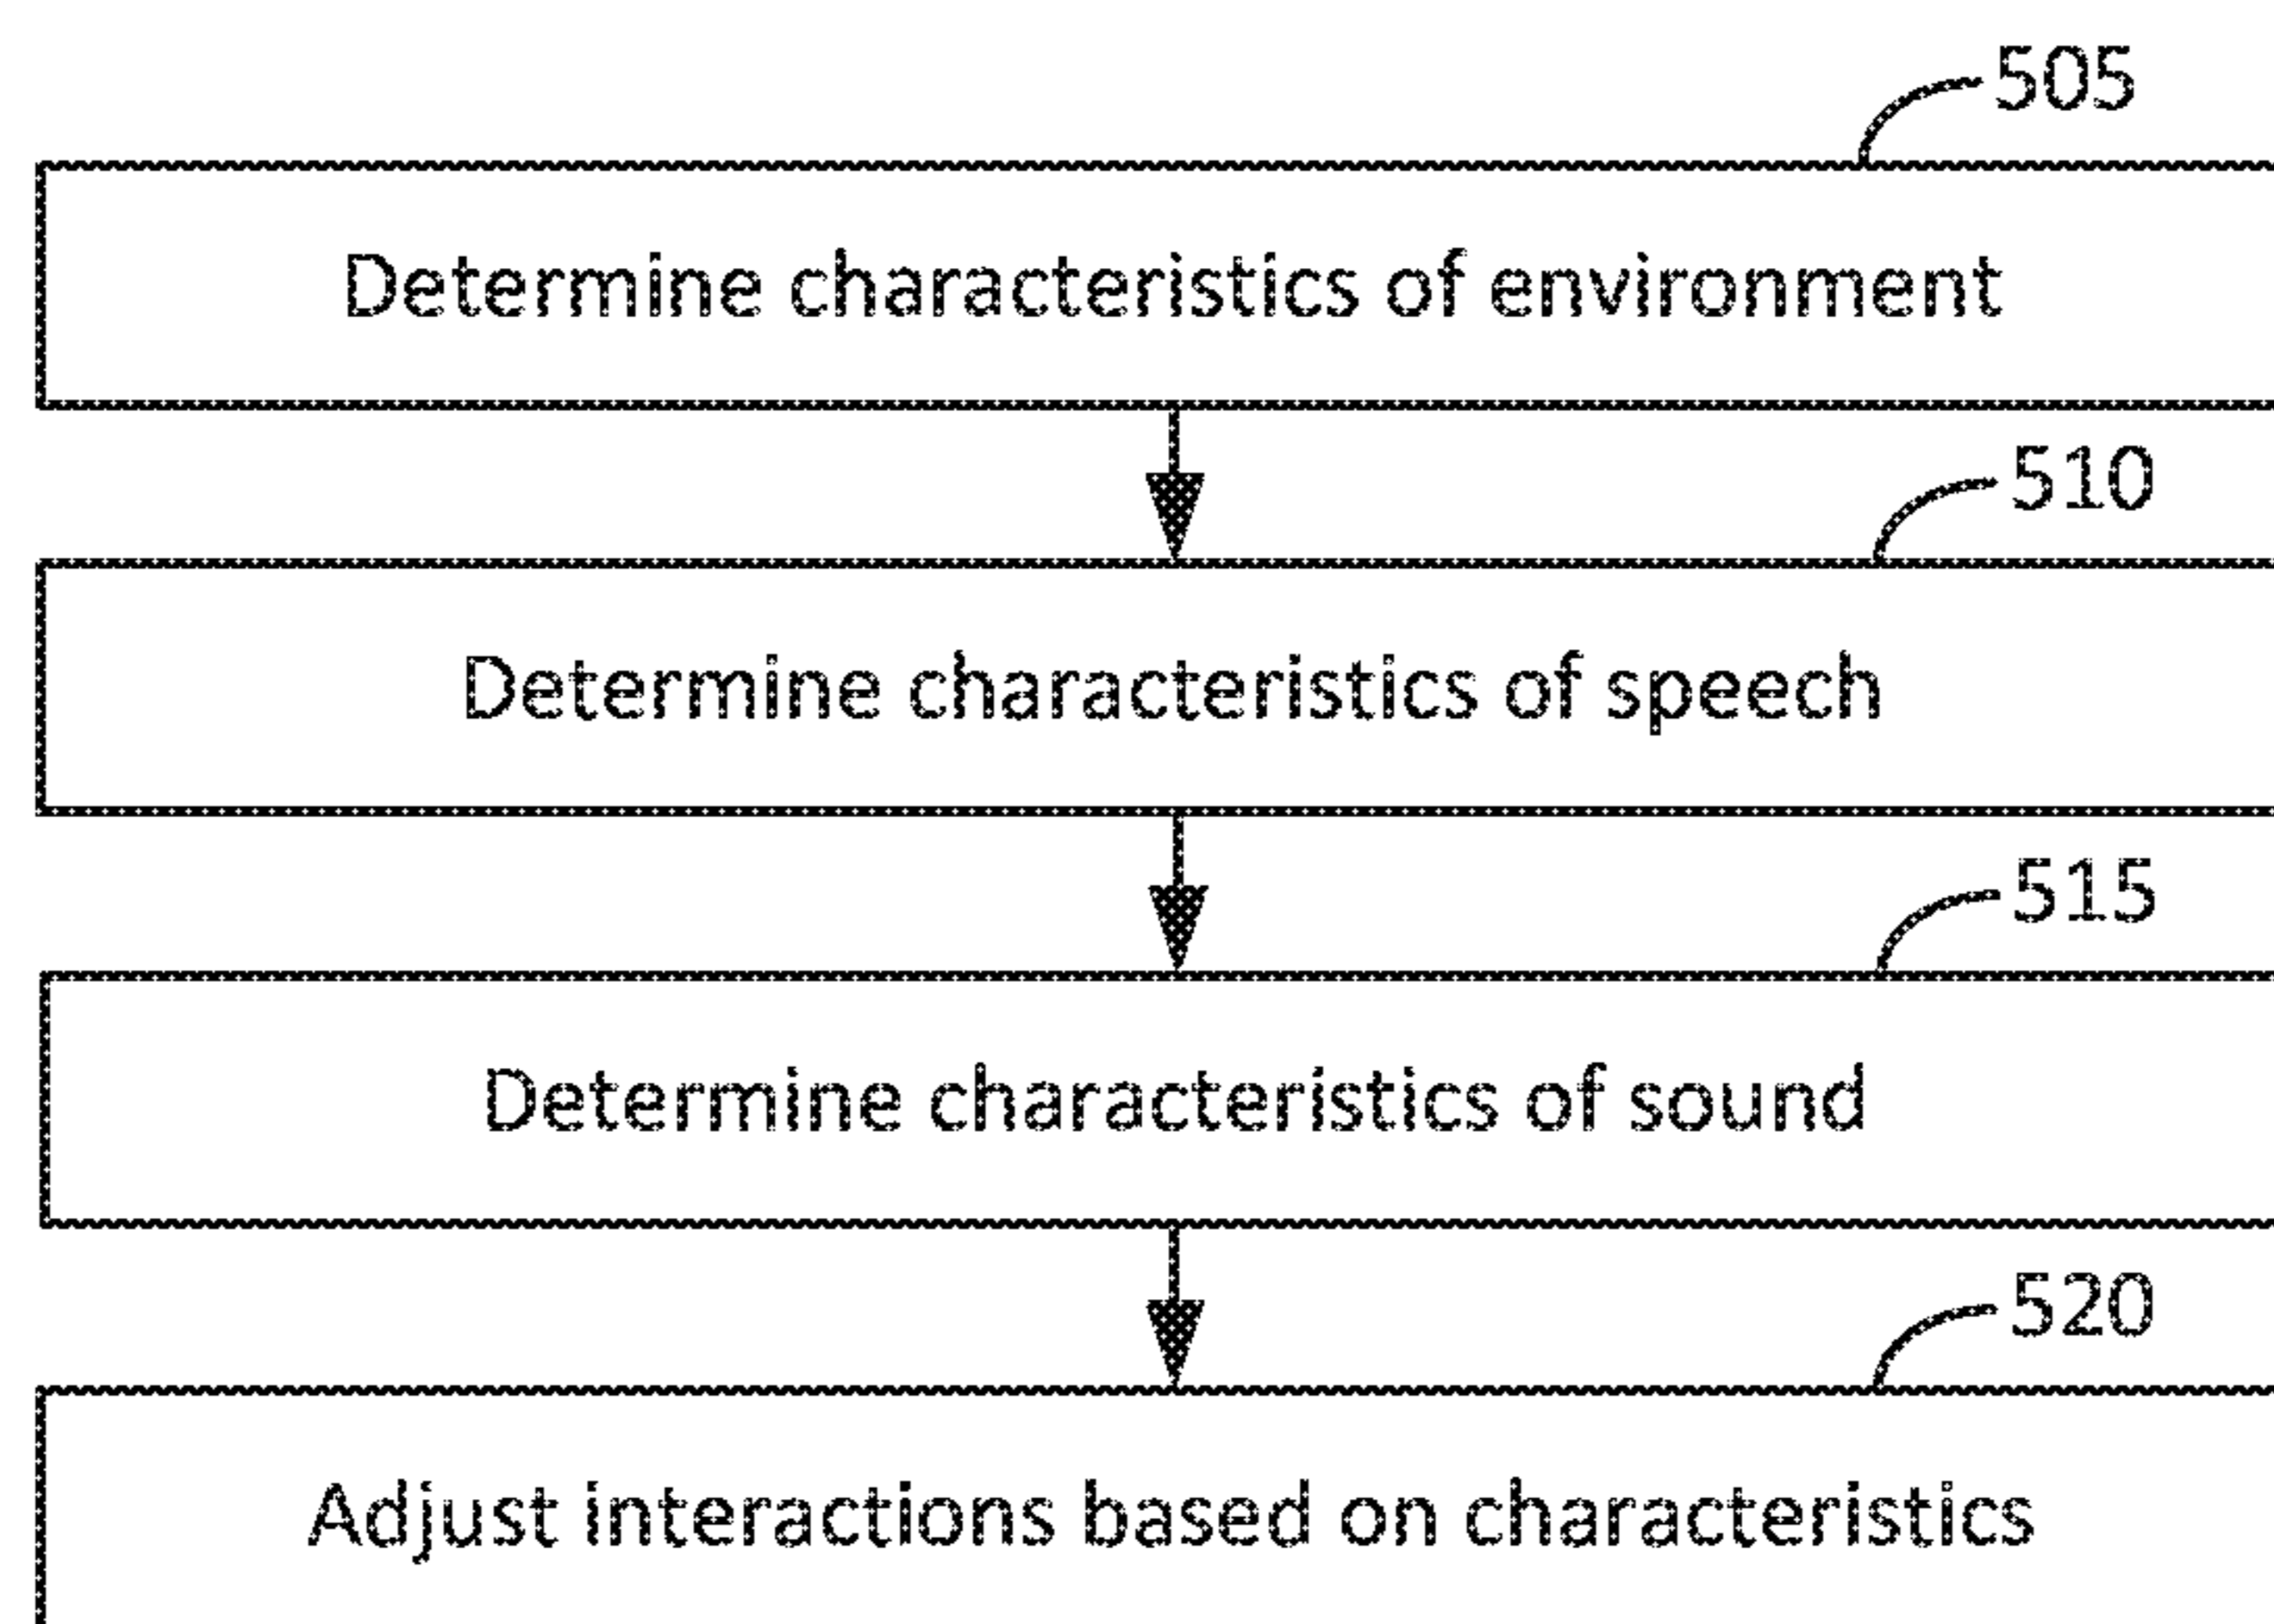 505
Determine characteristics of environment
510
Determine characteristics of speech
515
Determine characteristics of sound
520
Adjust interactions based on characteristics